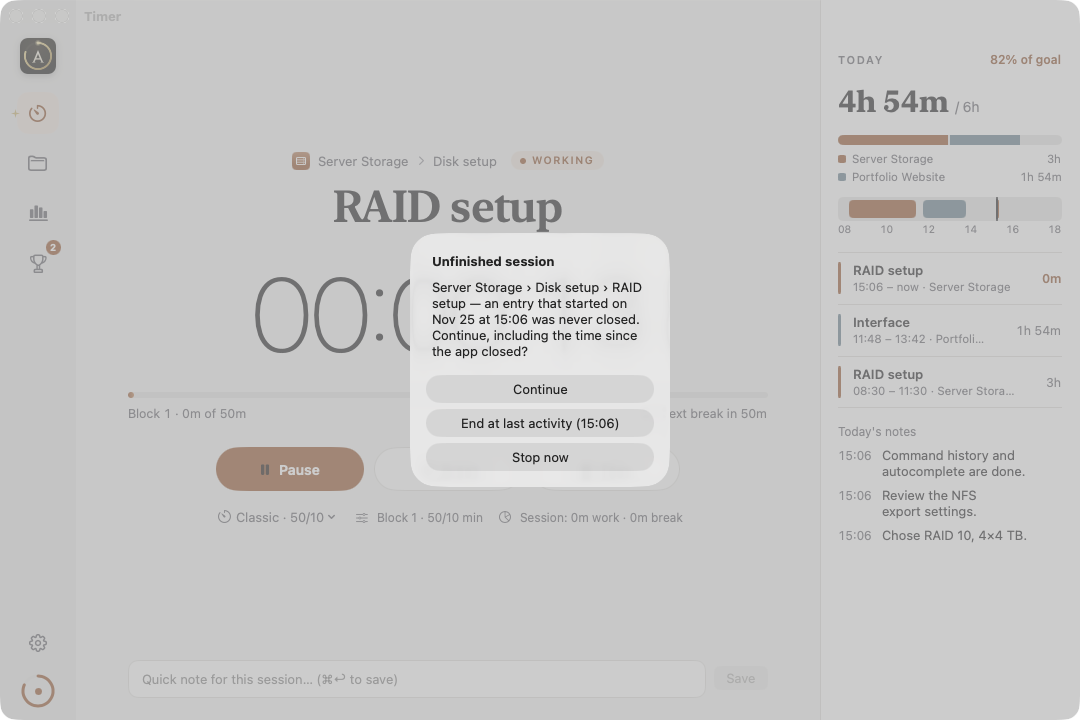 Timer
A
2
Server Storage
Disk setup
WORKING
RAID setup
00:
Block 1 · 0m of 50m
ext break in 50m
Pause
Classic · 50/10
Block 1 · 50/10 min
Session: 0m work · 0m break
Quick note for this session... (⌘↩ to save)
Save
Unfinished session
Server Storage › Disk setup › RAID
setup — an entry that started on
Nov 25 at 15:06 was never closed.
Continue, including the time since
the app closed?
Continue
End at last activity (15:06)
Stop now
TODAY
82% of goal
4h 54m / 6h
Server Storage 3h
Portfolio Website 1h 54m
08 10 12 14 16 18
RAID setup
15:06 – now · Server Storage
0m
Interface
11:48 – 13:42 · Portfoli...
1h 54m
RAID setup
08:30 – 11:30 · Server Stora...
3h
Today's notes
15:06 Command history and
autocomplete are done.
15:06 Review the NFS
export settings.
15:06 Chose RAID 10, 4×4 TB.